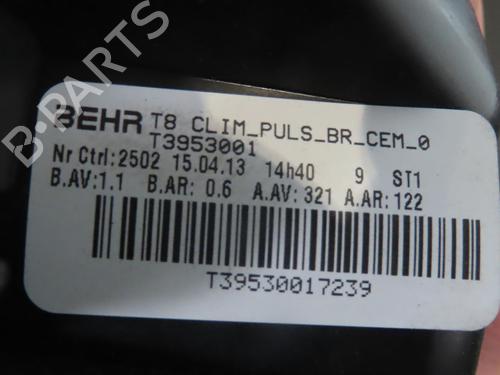 B-PARTS
BEHR T8 CLIM_PULS_BR_CEM_0
T3953001
Nr Ctrl:2502 15.04.13 14h40 9 ST1
B.AV:1.1 B.AR: 0.6 A.AV: 321 A.AR: 122
T39530017239